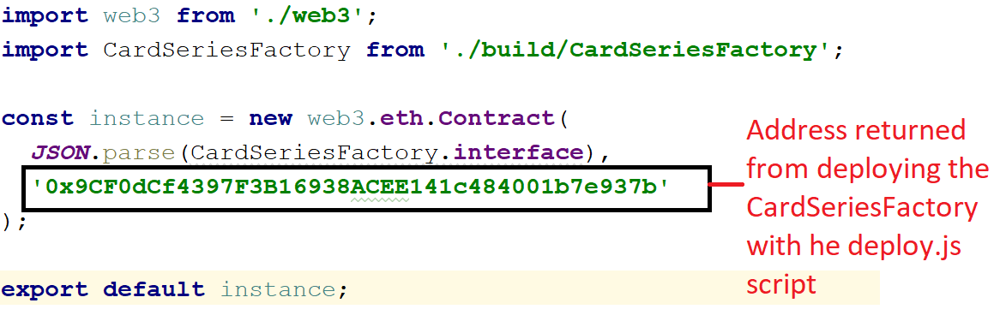 import web3 from './web3';
import CardSeriesFactory from './build/CardSeriesFactory';
const instance = new web3.eth.Contract(
JSON.parse(CardSeriesFactory.interface),
'0x9CF0dCf4397F3B16938ACEE141c484001b7e937b'
);
export default instance;
Address returned
from deploying the
CardSeriesFactory
with he deploy.js
script